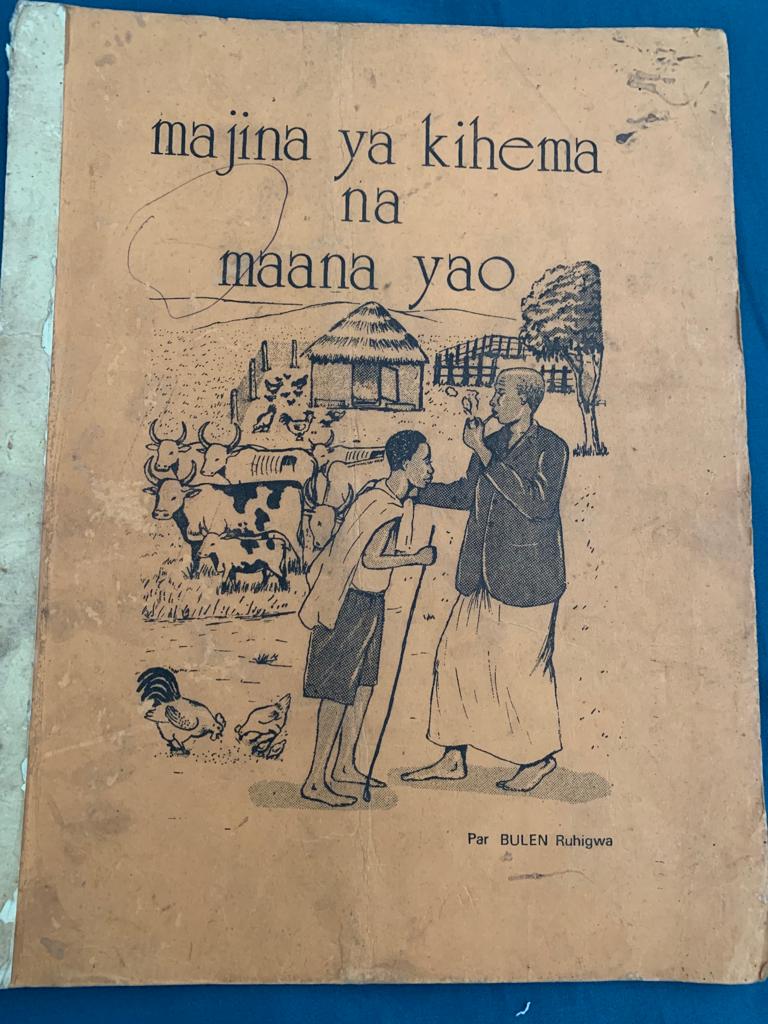 majina ya kihema
na
maana yao
Par BULEN Ruhigwa